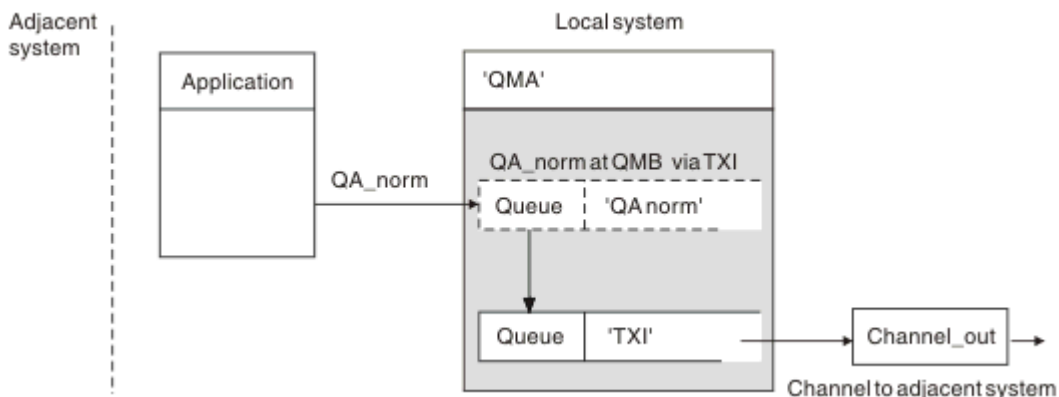 Adjacent
system
Local system
Application
'QMA'
QA_norm at QMB via TXI
QA_norm
Queue 'QA norm'
Queue 'TXI'
Channel_out
Channel to adjacent system